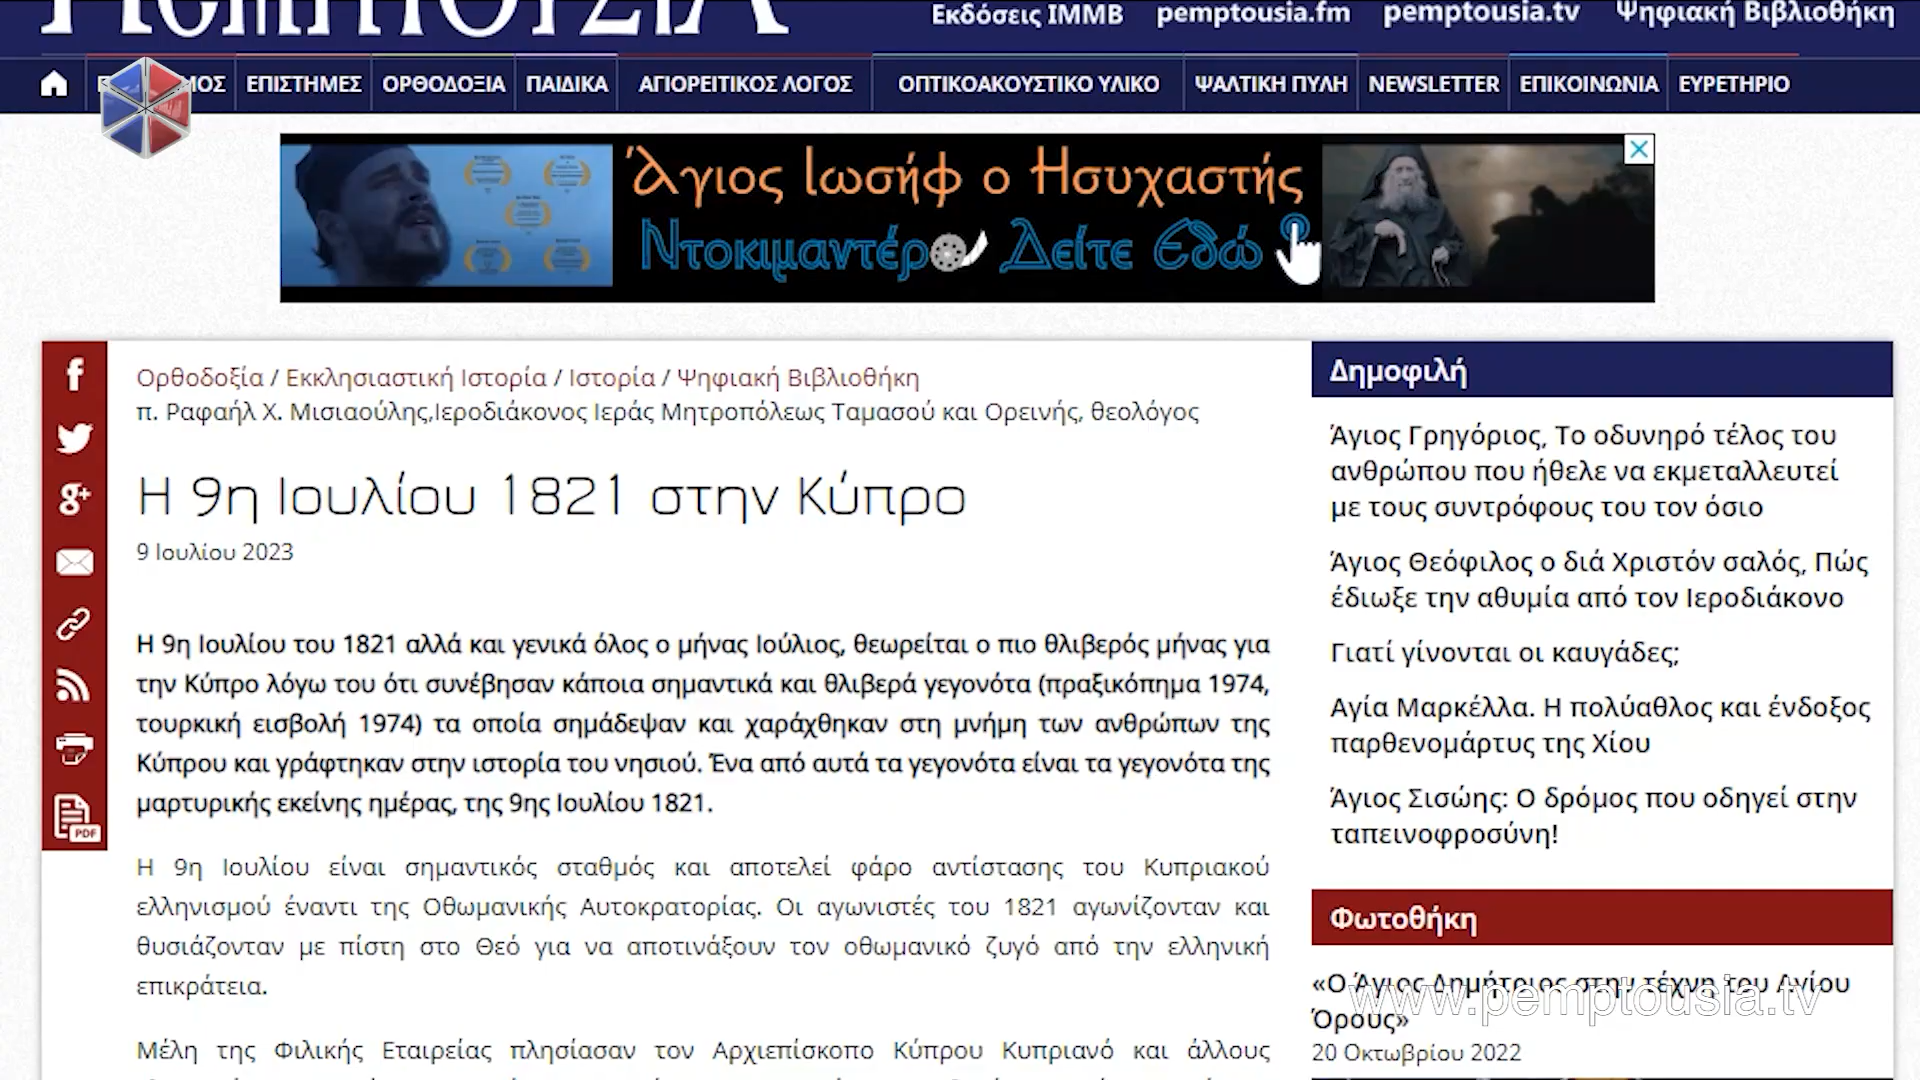 ΠΕΜΠΤΟΥΣΙΑ
Εκδόσεις ΙΜΜΒ pemptousia.fm pemptousia.tv Ψηφιακή Βιβλιοθήκη
ΕΠΙΣΤΗΜΕΣ ΟΡΘΟΔΟΞΙΑ ΠΑΙΔΙΚΑ ΑΓΙΟΡΕΙΤΙΚΟΣ ΛΟΓΟΣ ΟΠΤΙΚΟΑΚΟΥΣΤΙΚΟ ΥΛΙΚΟ ΨΑΛΤΙΚΗ ΠΥΛΗ NEWSLETTER ΕΠΙΚΟΙΝΩΝΙΑ ΕΥΡΕΤΗΡΙΟ
Άγιος Ιωσήφ ο Ησυχαστής
Ντοκιμαντέρ Δείτε Εδώ
Ορθοδοξία / Εκκλησιαστική Ιστορία / Ιστορία / Ψηφιακή Βιβλιοθήκη
π. Ραφαήλ Χ. Μισιαούλης,Ιεροδιάκονος Ιεράς Μητροπόλεως Ταμασού και Ορεινής, θεολόγος
Η 9η Ιουλίου 1821 στην Κύπρο
9 Ιουλίου 2023
Η 9η Ιουλίου του 1821 αλλά και γενικά όλος ο μήνας Ιούλιος, θεωρείται ο πιο θλιβερός μήνας για
την Κύπρο λόγω του ότι συνέβησαν κάποια σημαντικά και θλιβερά γεγονότα (πραξικόπημα 1974,
τουρκική εισβολή 1974) τα οποία σημάδεψαν και χαράχθηκαν στη μνήμη των ανθρώπων της
Κύπρου και γράφτηκαν στην ιστορία του νησιού. Ένα από αυτά τα γεγονότα είναι τα γεγονότα της
μαρτυρικής εκείνης ημέρας, της 9ης Ιουλίου 1821.
Η 9η Ιουλίου είναι σημαντικός σταθμός και αποτελεί φάρο αντίστασης του Κυπριακού
ελληνισμού έναντι της Οθωμανικής Αυτοκρατορίας. Οι αγωνιστές του 1821 αγωνίζονταν και
θυσιάζονταν με πίστη στο Θεό για να αποτινάξουν τον οθωμανικό ζυγό από την ελληνική
επικράτεια.
Μέλη της Φιλικής Εταιρείας πλησίασαν τον Αρχιεπίσκοπο Κύπρου Κυπριανό και άλλους
PDF
Δημοφιλή
Άγιος Γρηγόριος, Το οδυνηρό τέλος του
ανθρώπου που ήθελε να εκμεταλλευτεί
με τους συντρόφους του τον όσιο
Άγιος Θεόφιλος ο διά Χριστόν σαλός, Πώς
έδιωξε την αθυμία από τον Ιεροδιάκονο
Γιατί γίνονται οι καυγάδες;
Αγία Μαρκέλλα. Η πολύαθλος και ένδοξος
παρθενομάρτυς της Χίου
Άγιος Σισώης: Ο δρόμος που οδηγεί στην
ταπεινοφροσύνη!
Φωτοθήκη
«Ο Άγιος Δημήτριος στην τέχνη του Αγίου
Όρους»
www.pemptousia.tv
20 Οκτωβρίου 2022